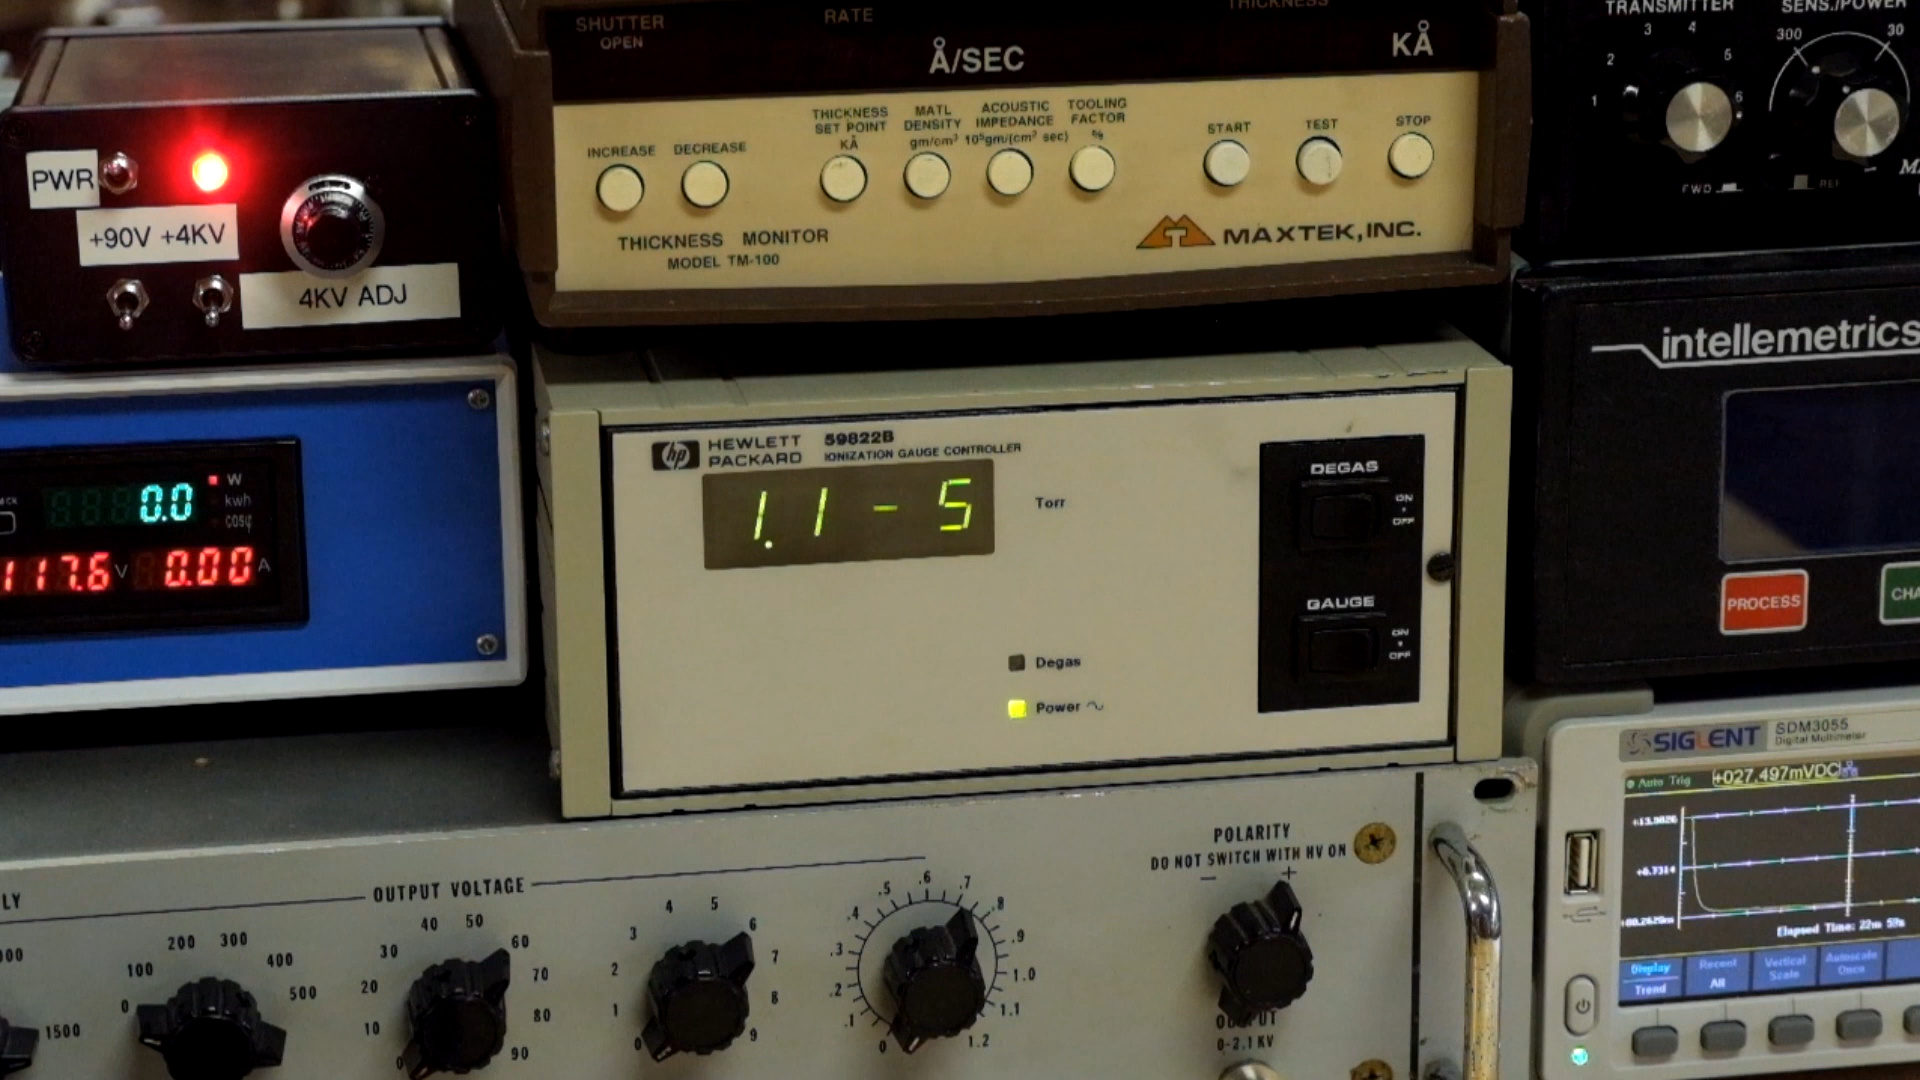 SHUTTER
OPEN
RATE
THICKNESS
Å/SEC
KÅ
INCREASE
DECREASE
THICKNESS
SET POINT
KÅ
MATL
DENSITY
gm/cm³
ACOUSTIC
IMPEDANCE
10⁵gm/(cm² sec)
TOOLING
FACTOR
%
START
TEST
STOP
THICKNESS MONITOR
MODEL TM-100
MAXTEK, INC.
TRANSMITTER
1
2
3
4
5
6
SENS./POWER
300
30
FWD
REF
PWR
+90V +4KV
4KV ADJ
0.0
W
kwh
cosφ
117.6 V
0.00 A
hp HEWLETT
PACKARD
59822B
IONIZATION GAUGE CONTROLLER
1.1 - 5
Torr
Degas
Power
DEGAS
ON
OFF
GAUGE
ON
OFF
intellemetrics
PROCESS
CHA
SIGLENT
SDM3055
Digital Multimeter
Auto Trig
+027.497mVDC
Elapsed Time: 22m
Display
Trend
Recent
All
Vertical
Scale
Autoscale
Once
LY
OUTPUT VOLTAGE
1500
0
100
200
300
400
500
0
10
20
30
40
50
60
70
80
90
0
1
2
3
4
5
6
7
8
9
0
.1
.2
.3
.4
.5
.6
.7
.8
.9
1.0
1.1
1.2
POLARITY
DO NOT SWITCH WITH HV ON
− +
OUTPUT
0-2.1 KV